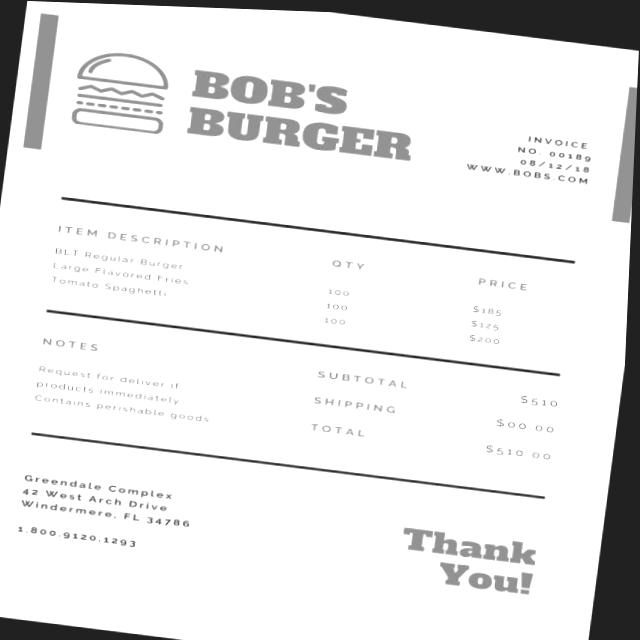 BOB'S
BURGER
INVOICE
NO. 00189
08/12/18
WWW.BOBS.COM
ITEM DESCRIPTION QTY PRICE
BLT Regular Burger 100 $185
Large Flavored Fries 100 $125
Tomato Spaghetti 100 $200
NOTES
Request for deliver if
products immediately
Contains perishable goods
SUBTOTAL $510
SHIPPING $00 00
TOTAL $510 00
Greendale Complex
42 West Arch Drive
Windermere, FL 34786
1.800.9120.1293
Thank
You!